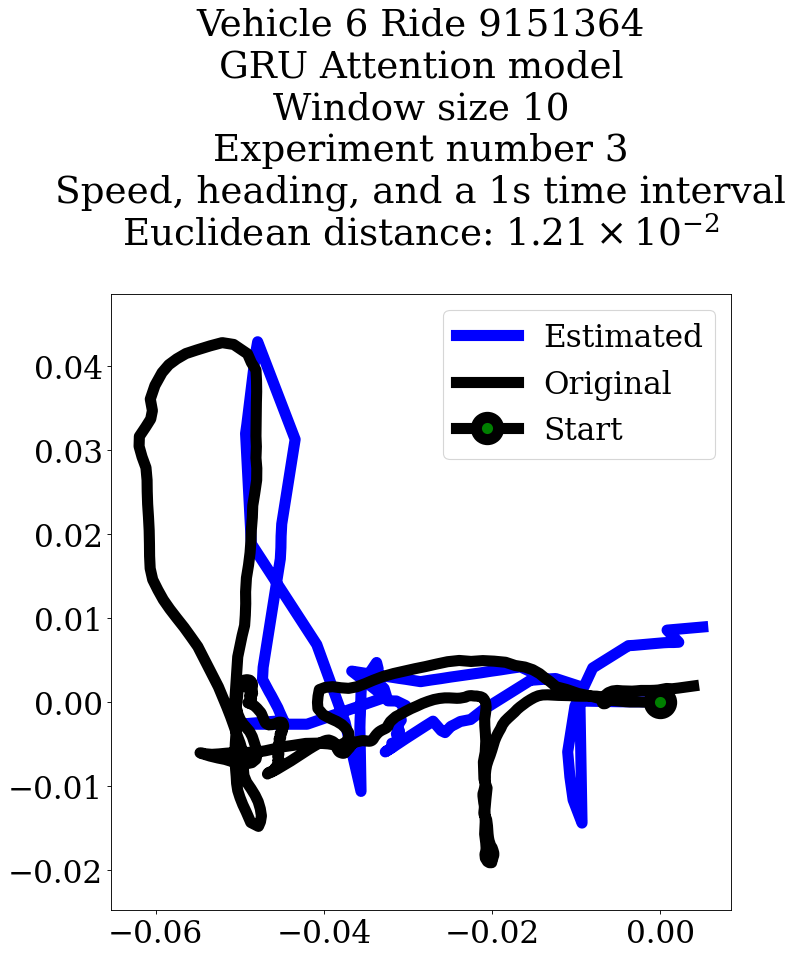 Vehicle 6 Ride 9151364
GRU Attention model
Window size 10
Experiment number 3
Speed, heading, and a 1s time interval
Euclidean distance: 1.21 × 10⁻²
Estimated
Original
Start
0.04
0.03
0.02
0.01
0.00
−0.01
−0.02
−0.06 −0.04 −0.02 0.00